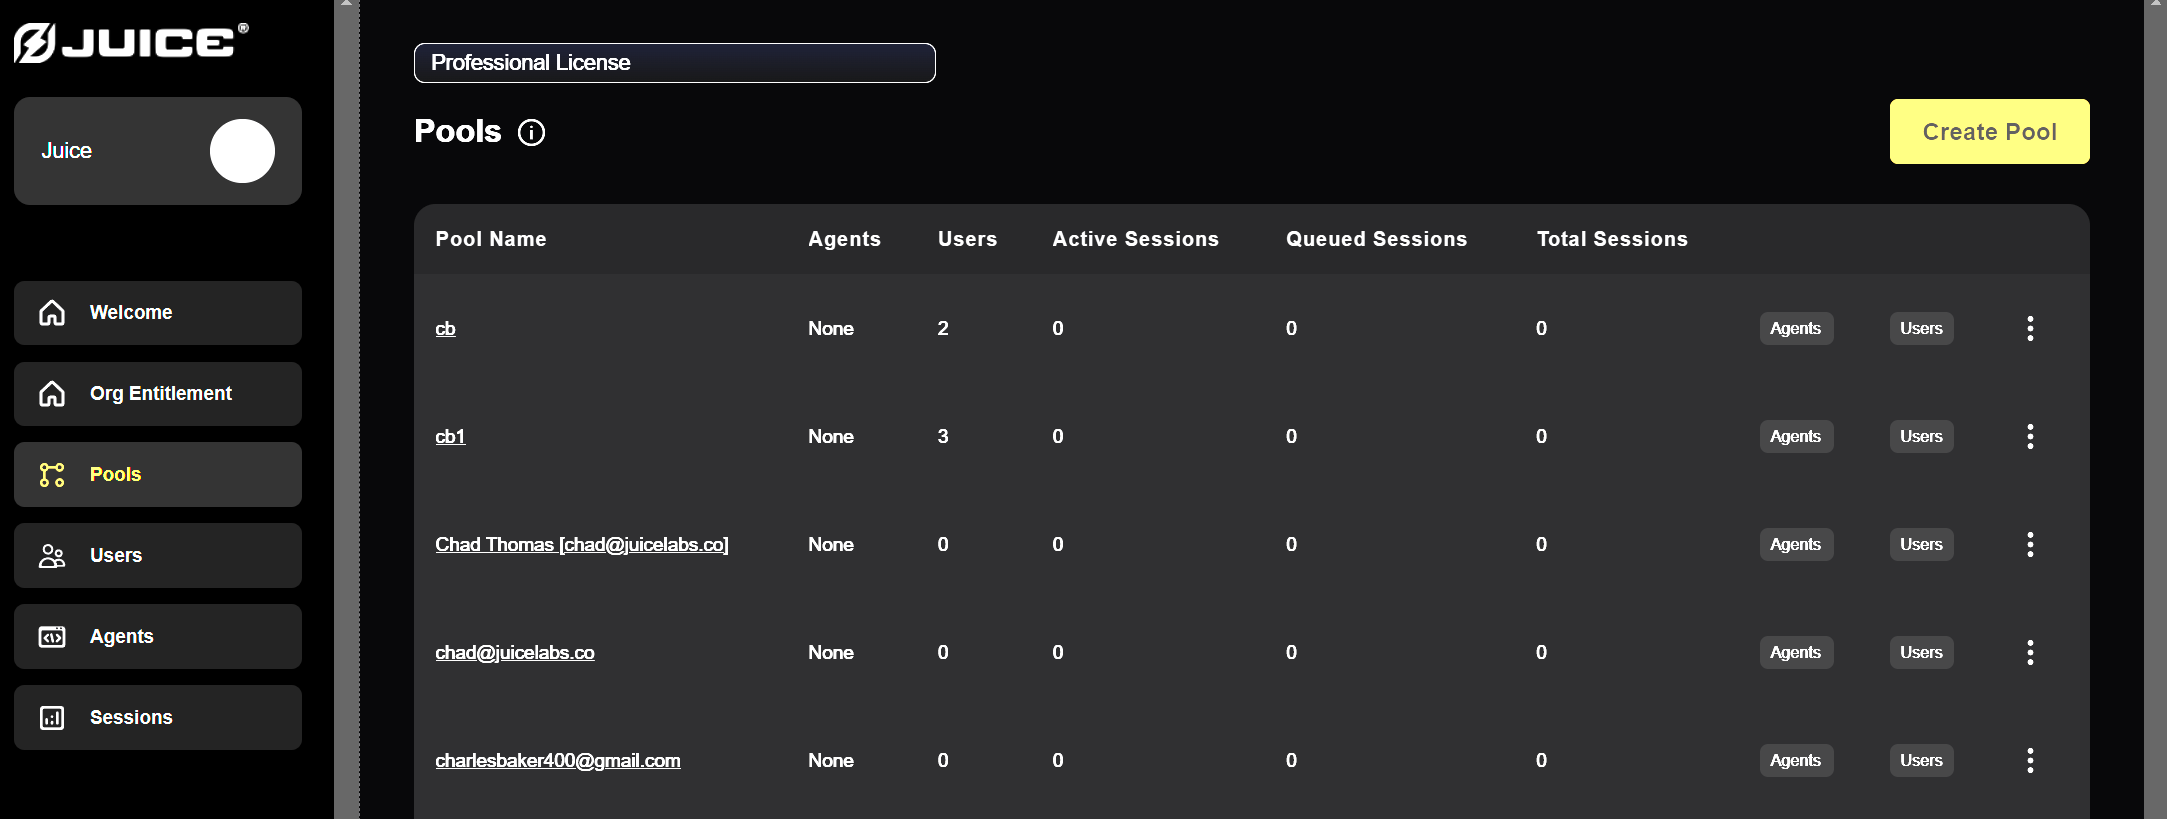 JUICE®
Juice
Welcome
Org Entitlement
Pools
Users
Agents
Sessions
Professional License
Pools
Create Pool
Pool Name Agents Users Active Sessions Queued Sessions Total Sessions
cb None 2 0 0 0 Agents Users
cb1 None 3 0 0 0 Agents Users
Chad Thomas [chad@juicelabs.co] None 0 0 0 0 Agents Users
chad@juicelabs.co None 0 0 0 0 Agents Users
charlesbaker400@gmail.com None 0 0 0 0 Agents Users